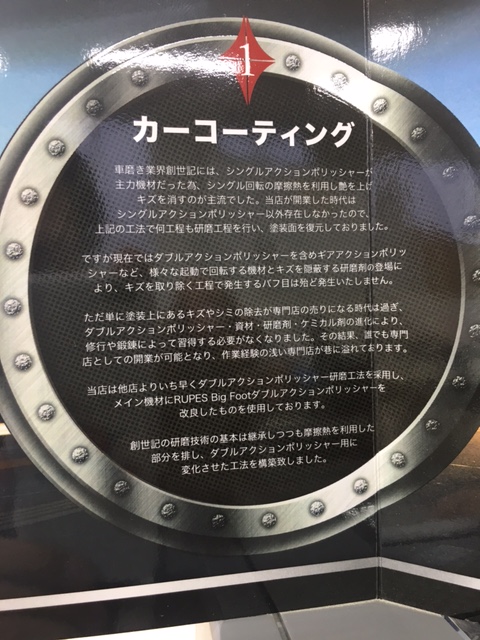 1
カーコーティング
車磨き業界創世記には、シングルアクションポリッシャーが
主力機材だった為、シングル回転の摩擦熱を利用し艶を上げ
キズを消すのが主流でした。当店が開業した時代は
シングルアクションポリッシャー以外存在しなかったので、
上記の工法で何工程も研磨工程を行い、塗装面を復元しておりました。
ですが現在ではダブルアクションポリッシャーを含めギアアクションポリッ
シャーなど、様々な起動で回転する機材とキズを隠蔽する研磨剤の登場に
より、キズを取り除く工程で発生するバフ目は殆ど発生いたしません。
ただ単に塗装上にあるキズやシミの除去が専門店の売りになる時代は過ぎ、
ダブルアクションポリッシャー・資材・研磨剤・ケミカル剤の進化により、
修行や鍛錬によって習得する必要がなくなりました。その結果、誰でも専門
店としての開業が可能となり、作業経験の浅い専門店が巷に溢れております。
当店は他店よりいち早くダブルアクションポリッシャー研磨工法を採用し、
メイン機材にRUPES Big Footダブルアクションポリッシャーを
改良したものを使用しております。
創世記の研磨技術の基本は継承しつつも摩擦熱を利用した
部分を排し、ダブルアクションポリッシャー用に
変化させた工法を構築致しました。